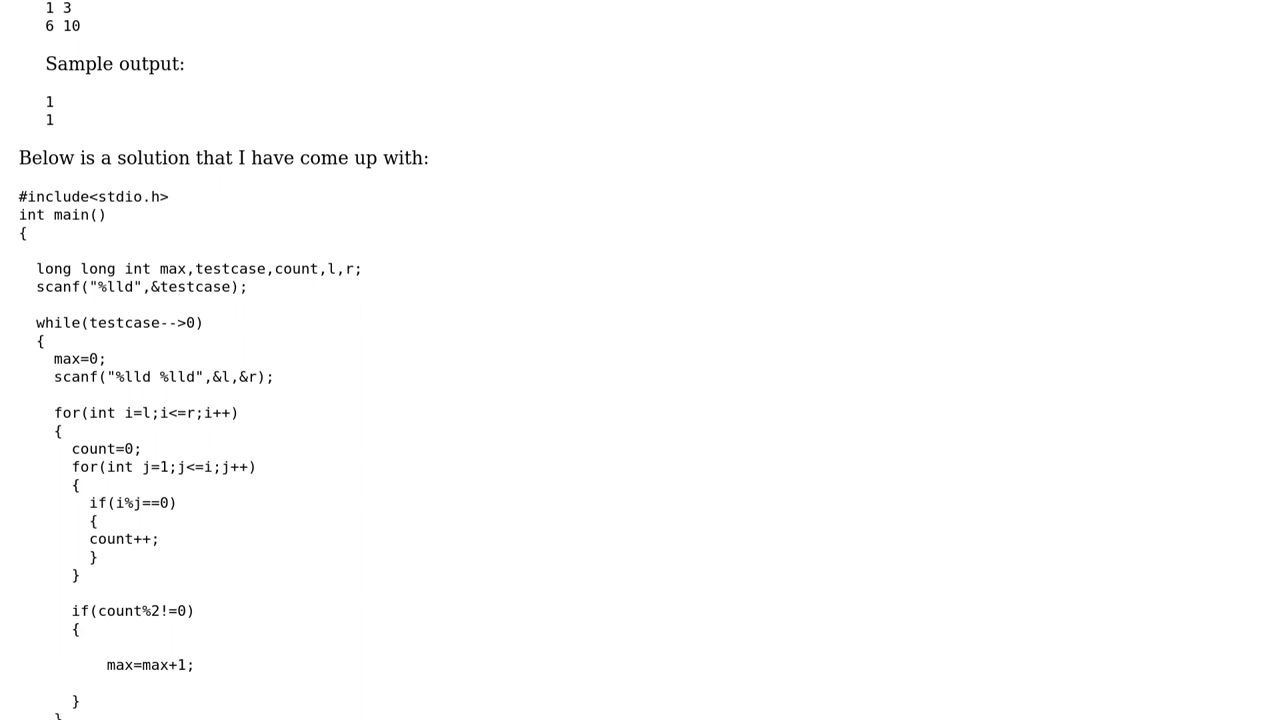 1 3
6 10
Sample output:
1
1
Below is a solution that I have come up with:
#include<stdio.h>
int main()
{
long long int max,testcase,count,l,r;
scanf("%lld",&testcase);
while(testcase-->0)
{
max=0;
scanf("%lld %lld",&l,&r);
for(int i=l;i<=r;i++)
{
count=0;
for(int j=1;j<=i;j++)
{
if(i%j==0)
{
count++;
}
}
if(count%2!=0)
{
max=max+1;
}
}